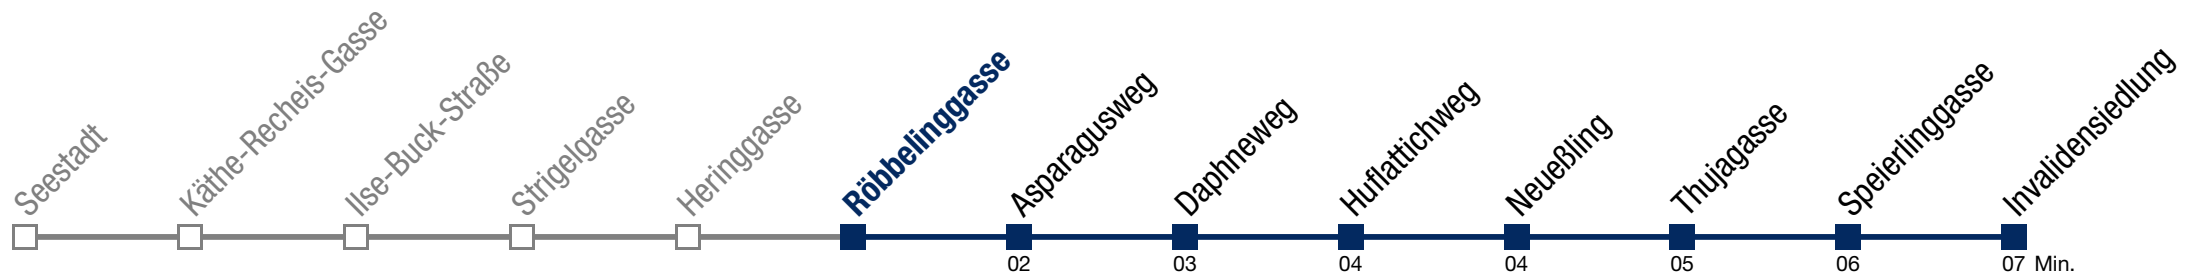 Seestadt
Käthe-Recheis-Gasse
Ilse-Buck-Straße
Strigelgasse
Heringgasse
Röbbelinggasse
Asparagusweg
Daphneweg
Huflattichweg
Neueßling
Thujagasse
Speierlinggasse
Invalidensiedlung
02 03 04 04 05 06 07 Min.